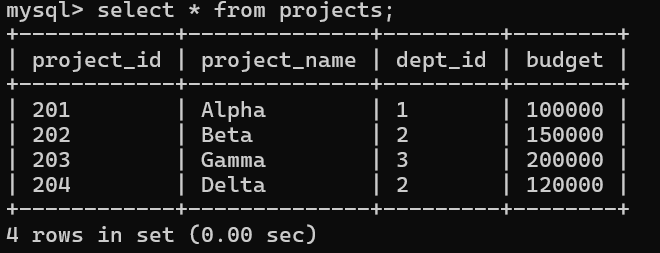 mysql> select * from projects;
+------------+--------------+---------+--------+
| project_id | project_name | dept_id | budget |
+------------+--------------+---------+--------+
| 201        | Alpha        | 1       | 100000 |
| 202        | Beta         | 2       | 150000 |
| 203        | Gamma        | 3       | 200000 |
| 204        | Delta        | 2       | 120000 |
+------------+--------------+---------+--------+
4 rows in set (0.00 sec)